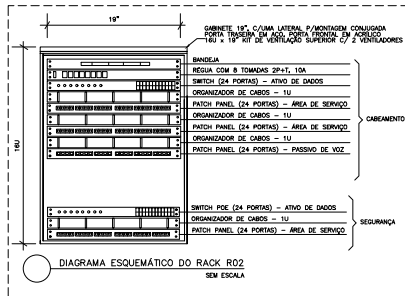 19"
GABINETE 19", C/UMA LATERAL P/MONTAGEM CONJUGADA
PORTA TRASEIRA EM AÇO, PORTA FRONTAL EM ACRÍLICO
16U x 19" KIT DE VENTILAÇÃO SUPERIOR C/ 2 VENTILADORES
BANDEJA
RÉGUA COM 8 TOMADAS 2P+T, 10A
SWITCH (24 PORTAS) – ATIVO DE DADOS
ORGANIZADOR DE CABOS – 1U
PATCH PANEL (24 PORTAS) – ÁREA DE SERVIÇO
ORGANIZADOR DE CABOS – 1U
PATCH PANEL (24 PORTAS) – ÁREA DE SERVIÇO
ORGANIZADOR DE CABOS – 1U
PATCH PANEL (24 PORTAS) – PASSIVO DE VOZ
CABEAMENTO
16U
SWITCH POE (24 PORTAS) – ATIVO DE DADOS
ORGANIZADOR DE CABOS – 1U
PATCH PANEL (24 PORTAS) – ÁREA DE SERVIÇO
SEGURANÇA
DIAGRAMA ESQUEMÁTICO DO RACK R02
SEM ESCALA